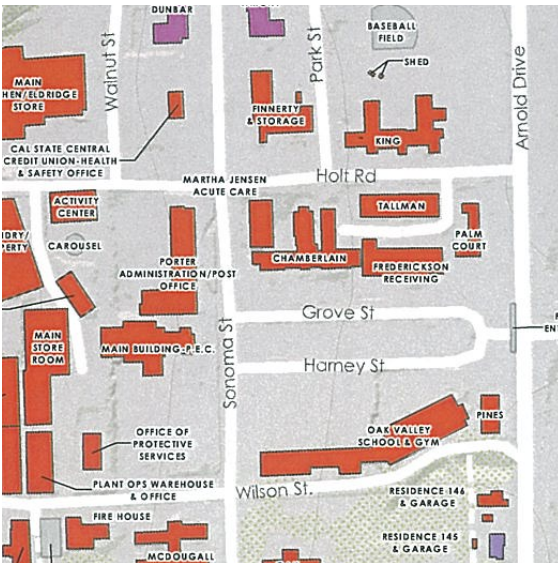 DUNBAR
Walnut St
Park St
BASEBALL
FIELD
SHED
Arnold Drive
MAIN
HEN/ELDRIDGE
STORE
FINNERTY
& STORAGE
KING
CAL STATE CENTRAL
CREDIT UNION-HEALTH
& SAFETY OFFICE
MARTHA JENSEN
ACUTE CARE
Holt Rd
ACTIVITY
CENTER
TALLMAN
NDRY/
PERTY
CAROUSEL
PALM
COURT
PORTER
ADMINISTRATION/POST
OFFICE
CHAMBERLAIN
FREDERICKSON
RECEIVING
Grove St
EN
MAIN
STORE
ROOM
MAIN BUILDING-P.E.C.
Sonoma St
Harney St
PINES
OFFICE OF
PROTECTIVE
SERVICES
OAK VALLEY
SCHOOL & GYM
PLANT OPS WAREHOUSE
& OFFICE
Wilson St.
RESIDENCE 146
& GARAGE
FIRE HOUSE
RESIDENCE 145
& GARAGE
MCDOUGALL